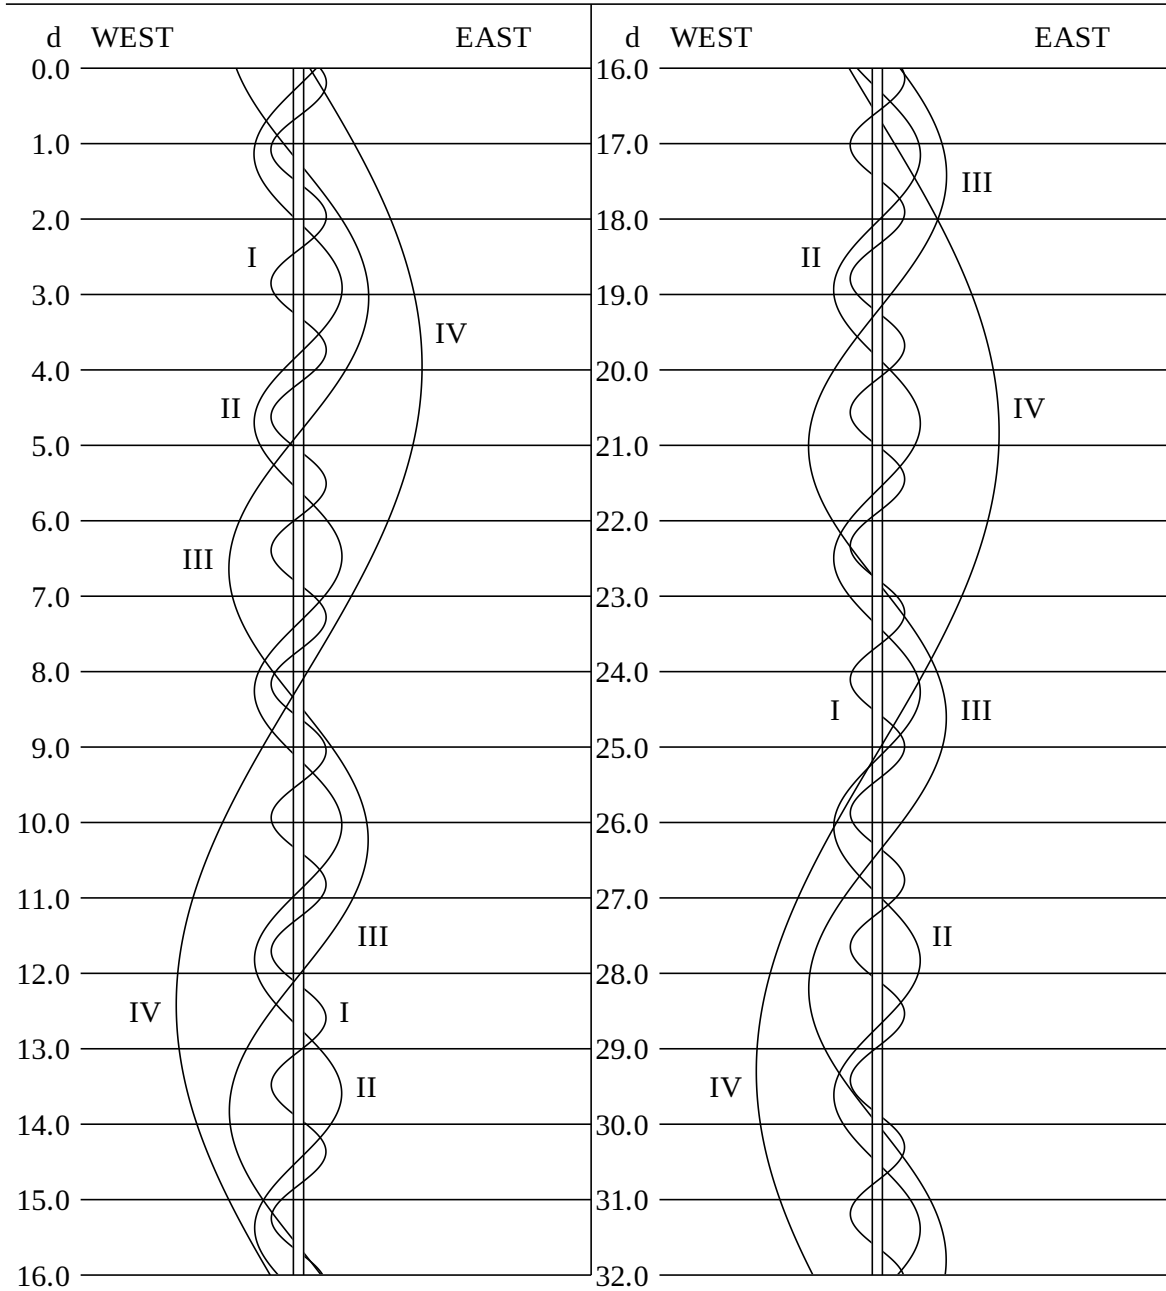 d WEST EAST d WEST EAST
0.0 16.0
1.0 17.0
III
2.0 18.0
I II
3.0 19.0
IV
4.0 20.0
II IV
5.0 21.0
6.0 22.0
III
7.0 23.0
8.0 24.0
I III
9.0 25.0
10.0 26.0
11.0 27.0
III II
12.0 28.0
IV I
13.0 29.0
II IV
14.0 30.0
15.0 31.0
16.0 32.0